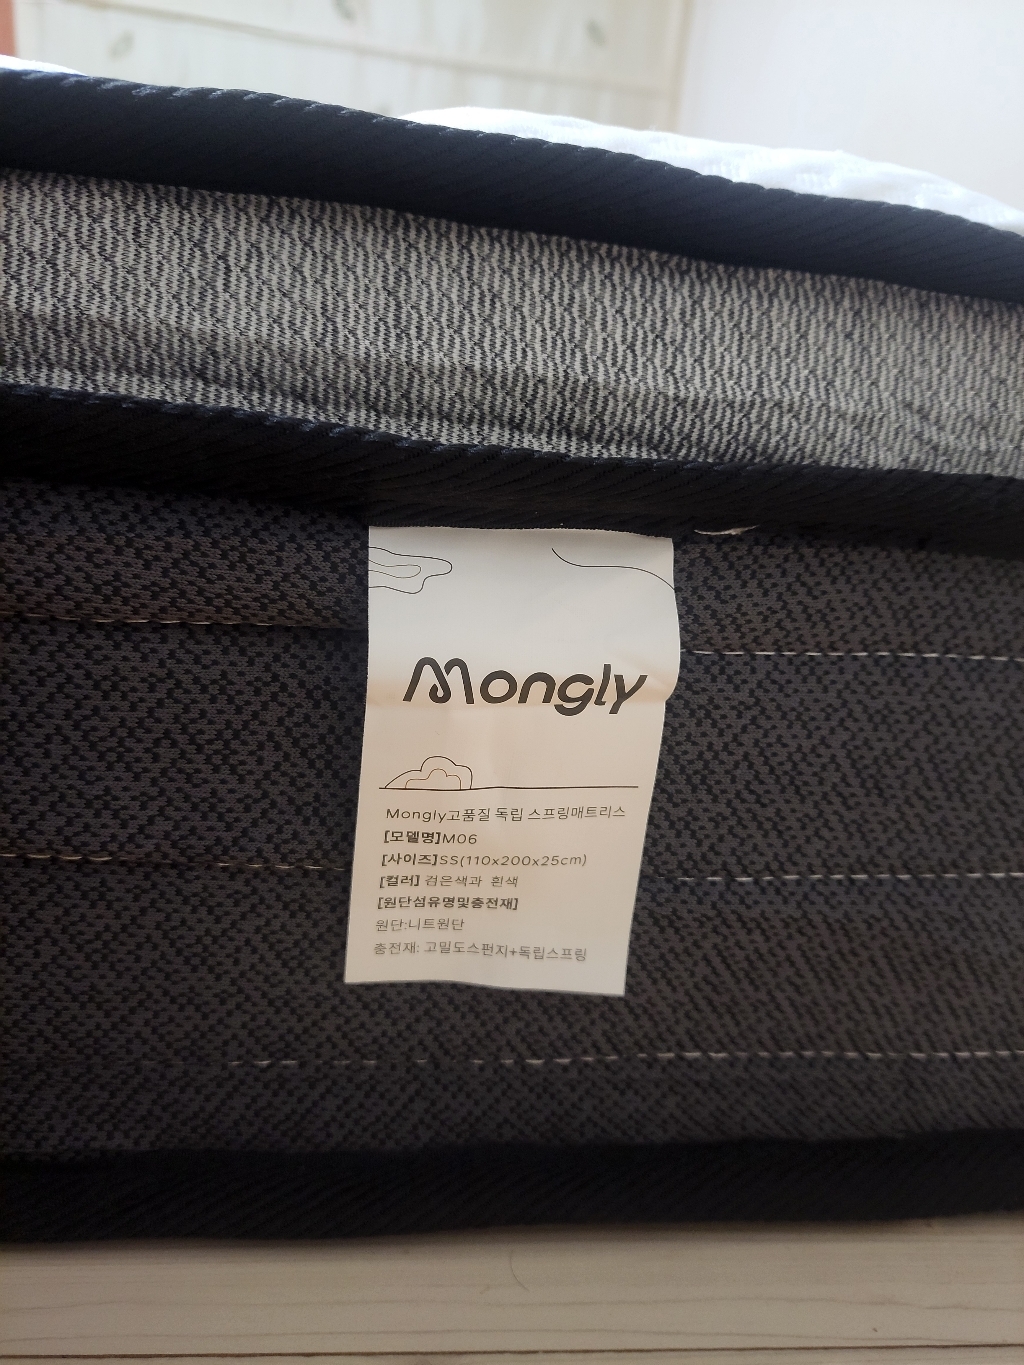 Mongly
Mongly고품질 독립 스프링매트리스
[모델명]M06
[사이즈]SS(110x200x25cm)
[컬러] 검은색과 흰색
[원단섬유명및충전재]
원단:니트원단
충전재: 고밀도스펀지+독립스프링